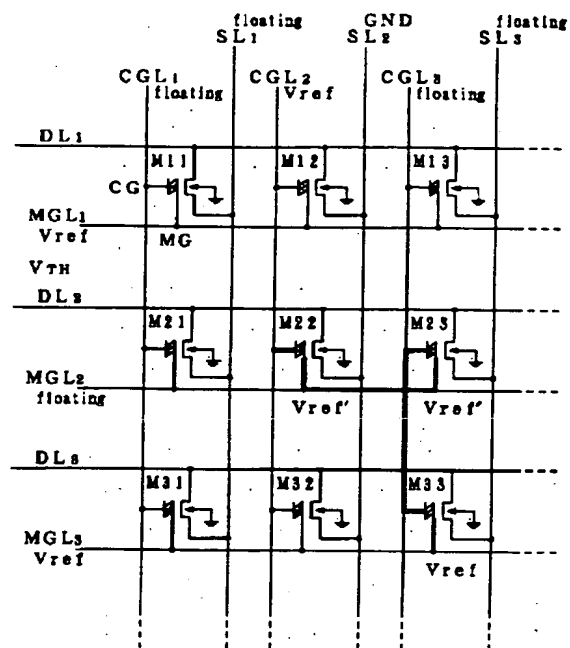 floating GND floating
SL1 SL2 SL3
CGL1 CGL2 CGL3
floating Vref floating
DL1
M11 M12 M13
CG
MGL1
Vref MG
VTH
DL2
M21 M22 M23
MGL2
floating Vref' Vref"
DL3
M31 M32 M33
MGL3
Vref Vref